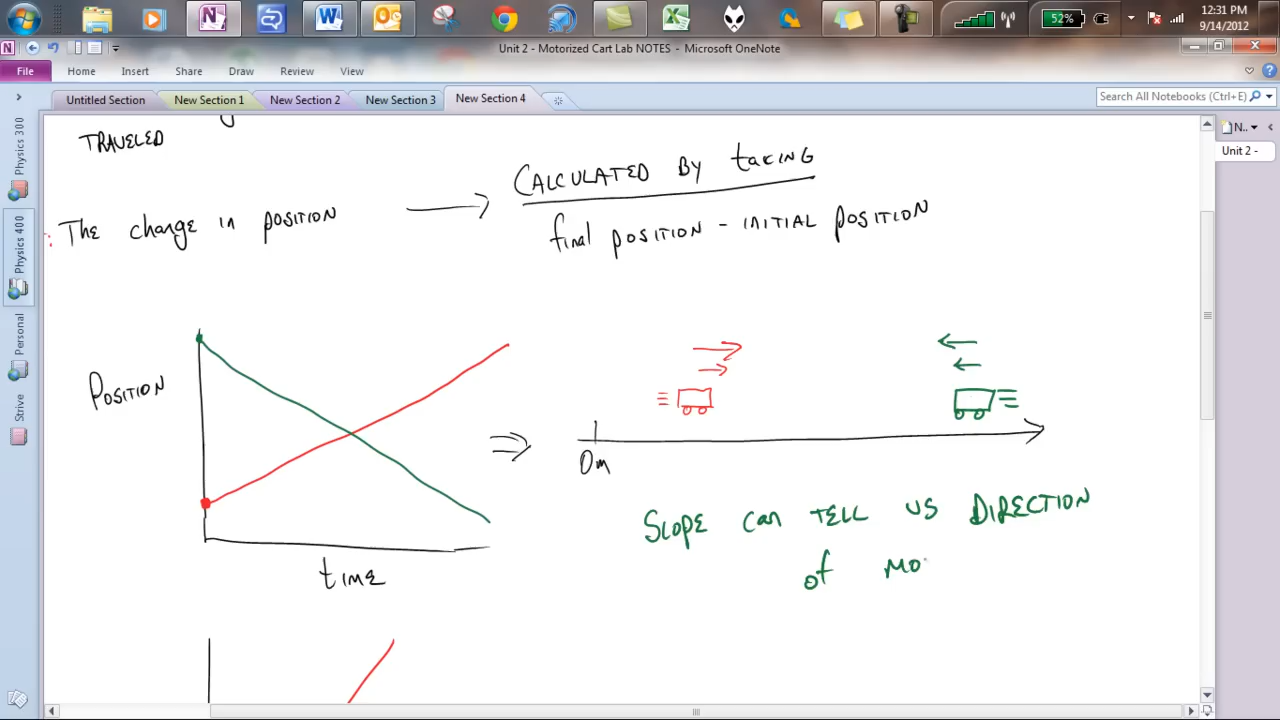 12:31 PM
52%
9/14/2012
Unit 2 - Motorized Cart Lab NOTES - Microsoft OneNote
File Home Insert Share Draw Review View
Untitled Section New Section 1 New Section 2 New Section 3 New Section 4
Search All Notebooks (Ctrl+E)
N..
Unit 2 -
Physics 300
Physics 400
Personal
Strive
TRAVELED
CALCULATED BY taKING
: The change in POSITION
final POSITION - INITIAL POSITION
POSITION
0m
tIME
SLOPE can TELL US DIRECTION
of MO